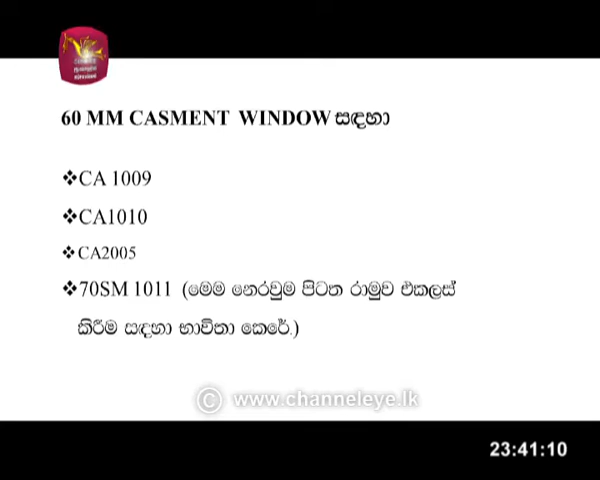 60 MM CASMENT WINDOW සඳහා
❖CA 1009
❖CA1010
❖CA2005
❖70SM 1011 (මෙම නෙරවුම පිටත රාමුව එකලස්
කිරීම සඳහා භාවිතා කෙරේ.)
© www.channeleye.lk
23:41:10